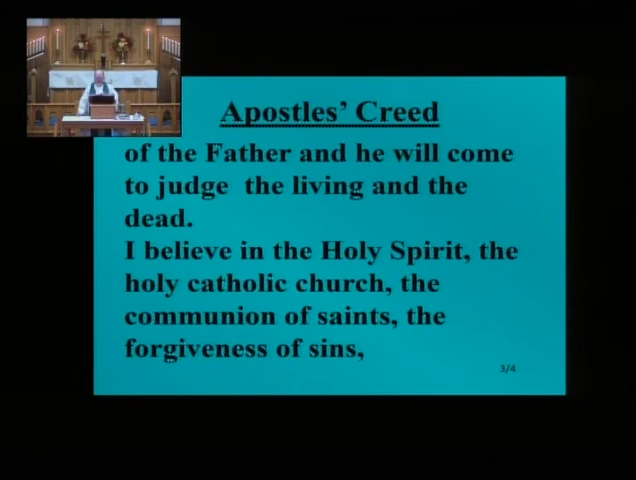 Apostles’ Creed
of the Father and he will come
to judge the living and the
dead.
I believe in the Holy Spirit, the
holy catholic church, the
communion of saints, the
forgiveness of sins,
3/4